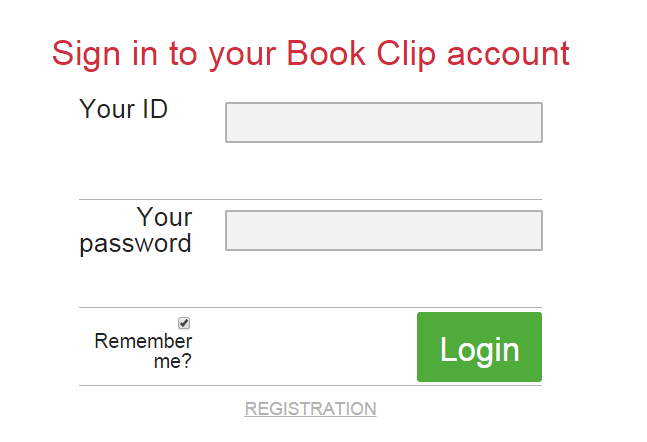 Sign in to your Book Clip account
Your ID
Your
password
Remember
me?
Login
REGISTRATION